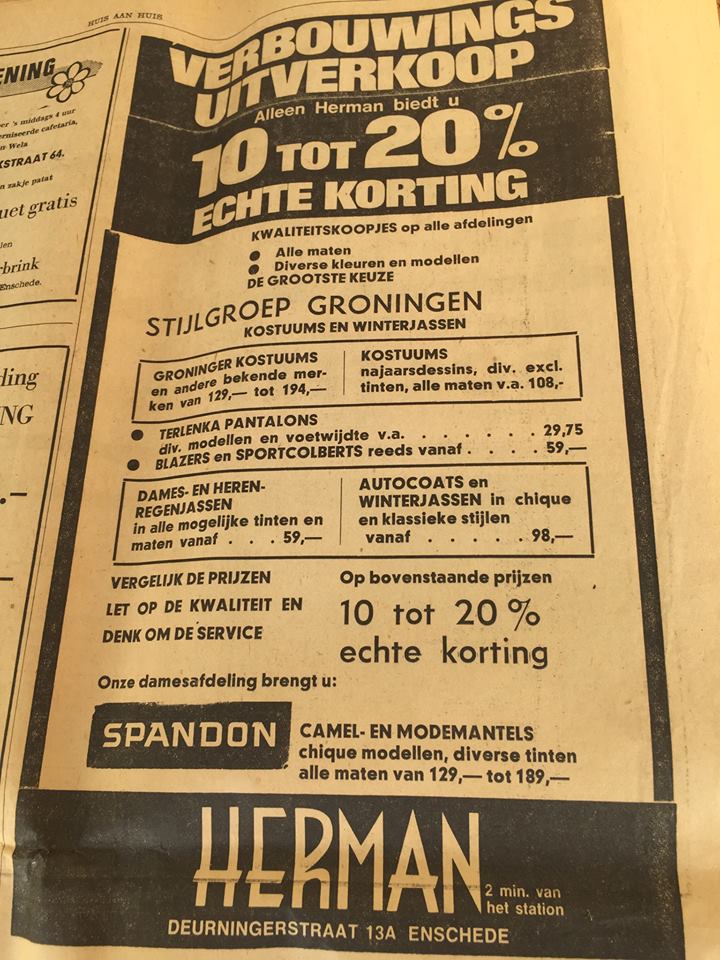 HUIS AAN HUIS
ENING
's middags 4 uur
cafetaria,
Wela
KSTRAAT 64.
n zakje patat
uet gratis
len
rbrink
Enschede.
ding
NG
VERBOUWINGS
UITVERKOOP
Alleen Herman biedt u
10 TOT 20%
ECHTE KORTING
KWALITEITSKOOPJES op alle afdelingen
● Alle maten
● Diverse kleuren en modellen
DE GROOTSTE KEUZE
STIJLGROEP GRONINGEN
KOSTUUMS EN WINTERJASSEN
GRONINGER KOSTUUMS
en andere bekende mer-
ken van 129,— tot 194,—
KOSTUUMS
najaarsdessins, div. excl.
tinten, alle maten v.a. 108,-
● TERLENKA PANTALONS
div. modellen en voetwijdte v.a. . . . . . . . 29,75
● BLAZERS en SPORTCOLBERTS reeds vanaf . . . . 59,—
DAMES- EN HEREN-
REGENJASSEN
in alle mogelijke tinten en
maten vanaf . . . 59,—
AUTOCOATS en
WINTERJASSEN in chique
en klassieke stijlen
vanaf . . . . . 98,—
VERGELIJK DE PRIJZEN
LET OP DE KWALITEIT EN
DENK OM DE SERVICE
Op bovenstaande prijzen
10 tot 20%
echte korting
Onze damesafdeling brengt u:
SPANDON
CAMEL- EN MODEMANTELS
chique modellen, diverse tinten
alle maten van 129,— tot 189,—
HERMAN
2 min. van
het station
DEURNINGERSTRAAT 13A ENSCHEDE